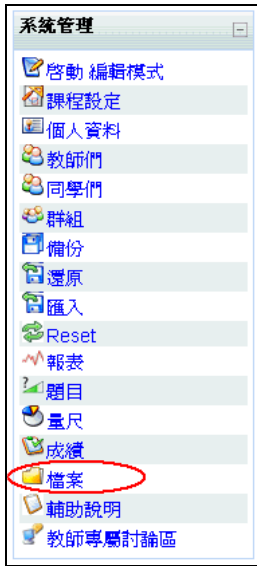 系統管理
啓動 編輯模式
課程設定
個人資料
教師們
同學們
群組
備份
還原
匯入
Reset
報表
題目
量尺
成績
檔案
輔助說明
教師專屬討論區